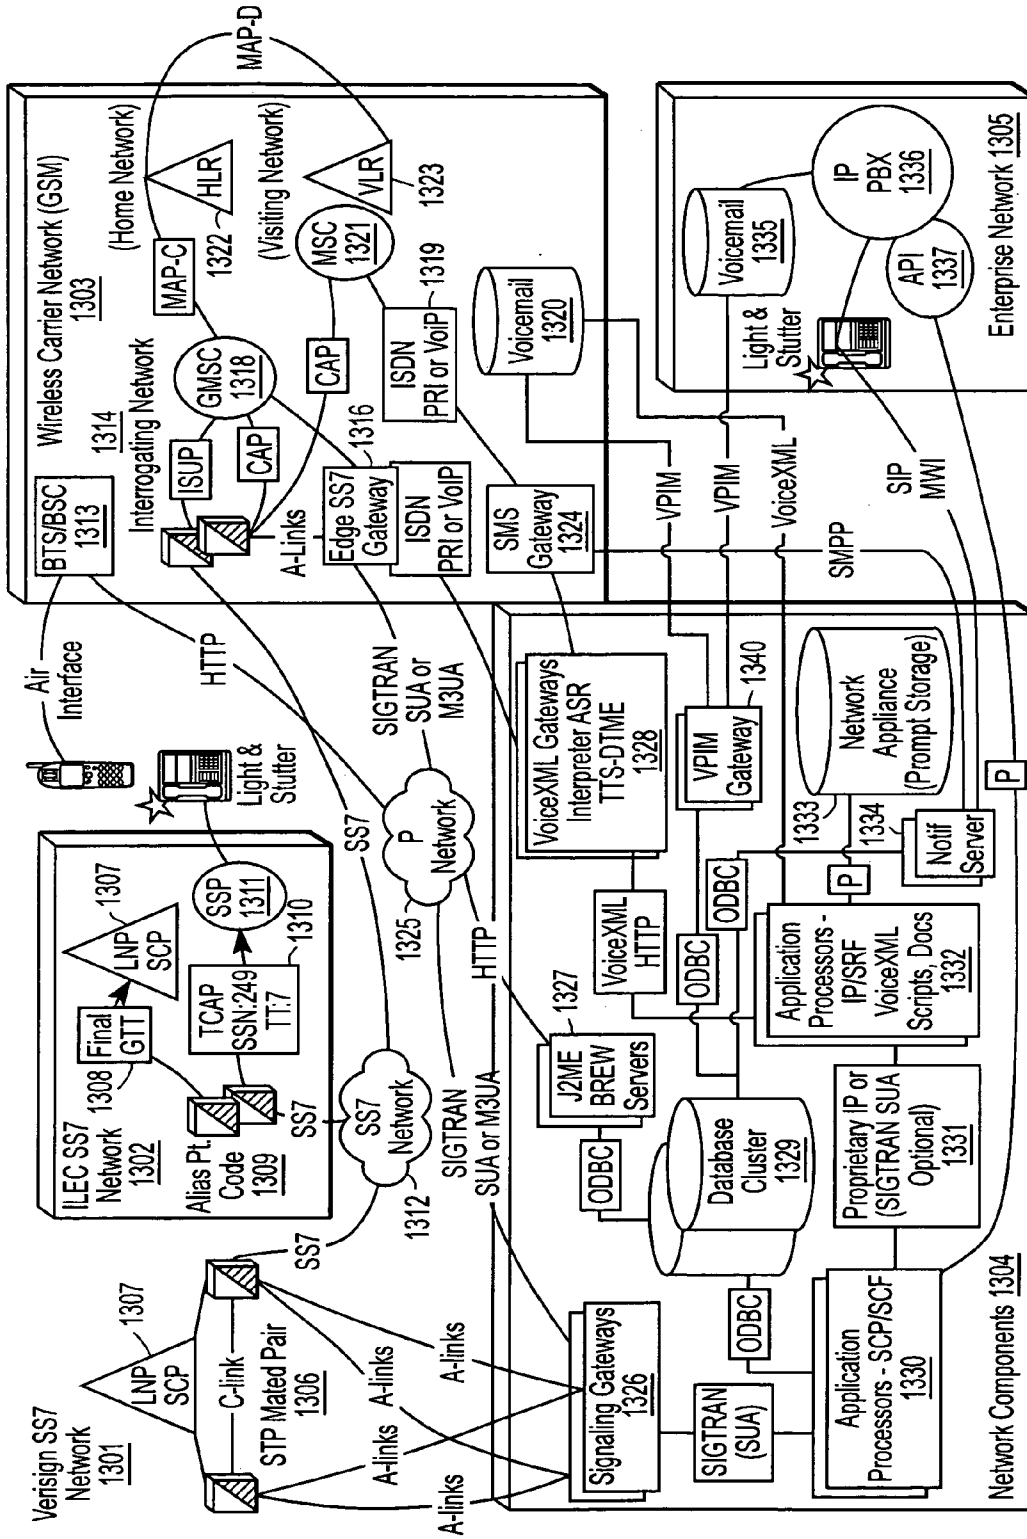 Verisign SS7
Network
1301
LNP
SCP
1307
C-link
STP Mated Pair
1306
A-links
A-links
A-links
A-links
SS7
ILEC SS7
Network
1302
Final
GTT
1308
LNP
SCP
1307
Alias Pt.
Code
1309
TCAP
SSN:249
TT:7
1310
SSP
1311
Light &
Stutter
SS7
SS7
Network
1312
SS7
Air
Interface
HTTP
Wireless Carrier Network (GSM)
1303
BTS/BSC
1313
1314
Interrogating Network
ISUP
CAP
GMSC
1318
MAP-C
(Home Network)
HLR
1322
MAP-D
(Visiting Network)
VLR
1323
MSC
1321
CAP
A-Links
Edge SS7
Gateway
1316
ISDN
PRI or VoIP
ISDN
PRI or VoiP
1319
SMS
Gateway
1324
Voicemail
1320
SIGTRAN
SUA or
M3UA
P
Network
1325
HTTP
SIGTRAN
SUA or M3UA
VPIM
VPIM
VoiceXML
SMPP
SIP
MWI
P
Voicemail
1335
Light &
Stutter
IP
PBX
1336
API
1337
Enterprise Network 1305
Signaling Gateways
1326
SIGTRAN
(SUA)
ODBC
Application
Processors - SCP/SCF
1330
ODBC
J2ME
BREW
Servers
1327
Database
Cluster
1329
Proprietary IP or
(SIGTRAN SUA
Optional)
1331
VoiceXML
HTTP
VoiceXML Gateways
Interpreter ASR
TTS-DTME
1328
ODBC
ODBC
VPIM
Gateway
1340
Application
Processors -
IP/SRF
VoiceXML
Scripts, Docs
1332
P
1333
Network
Appliance
(Prompt Storage)
1334
Notif
Server
Network Components 1304